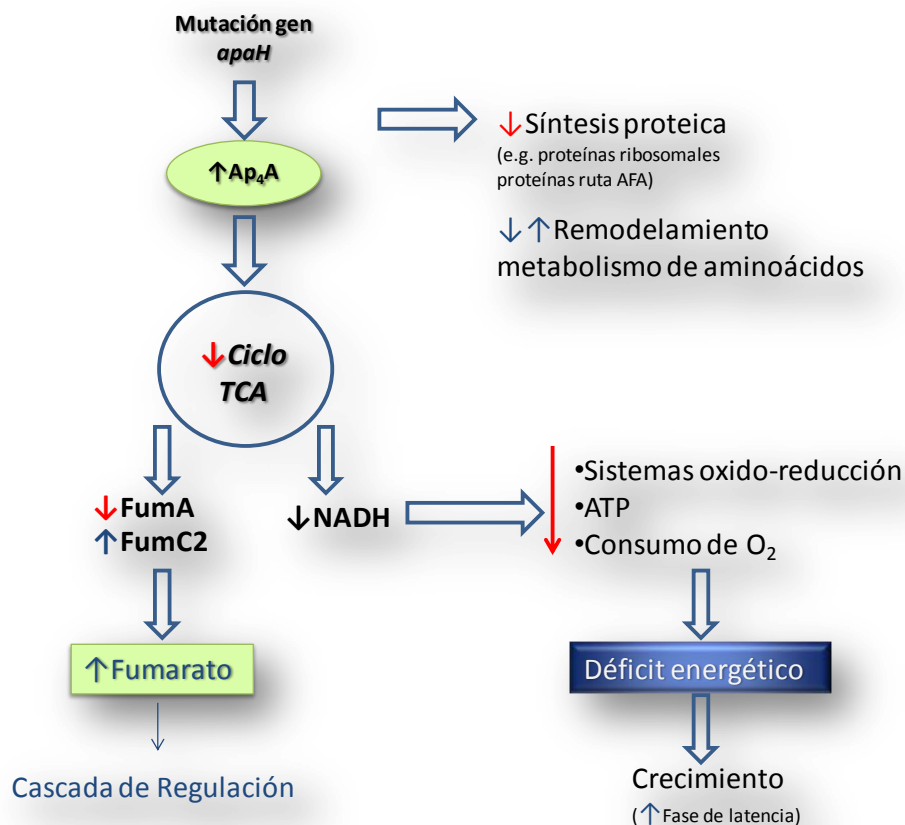 Mutación gen
apaH
↑Ap₄A
↓Síntesis proteica
(e.g. proteínas ribosomales
proteínas ruta AFA)
↓↑Remodelamiento
metabolismo de aminoácidos
↓Ciclo
TCA
↓FumA
↑FumC2
↓NADH
•Sistemas oxido-reducción
•ATP
•Consumo de O₂
↑Fumarato
Déficit energético
Cascada de Regulación
Crecimiento
(↑Fase de latencia)